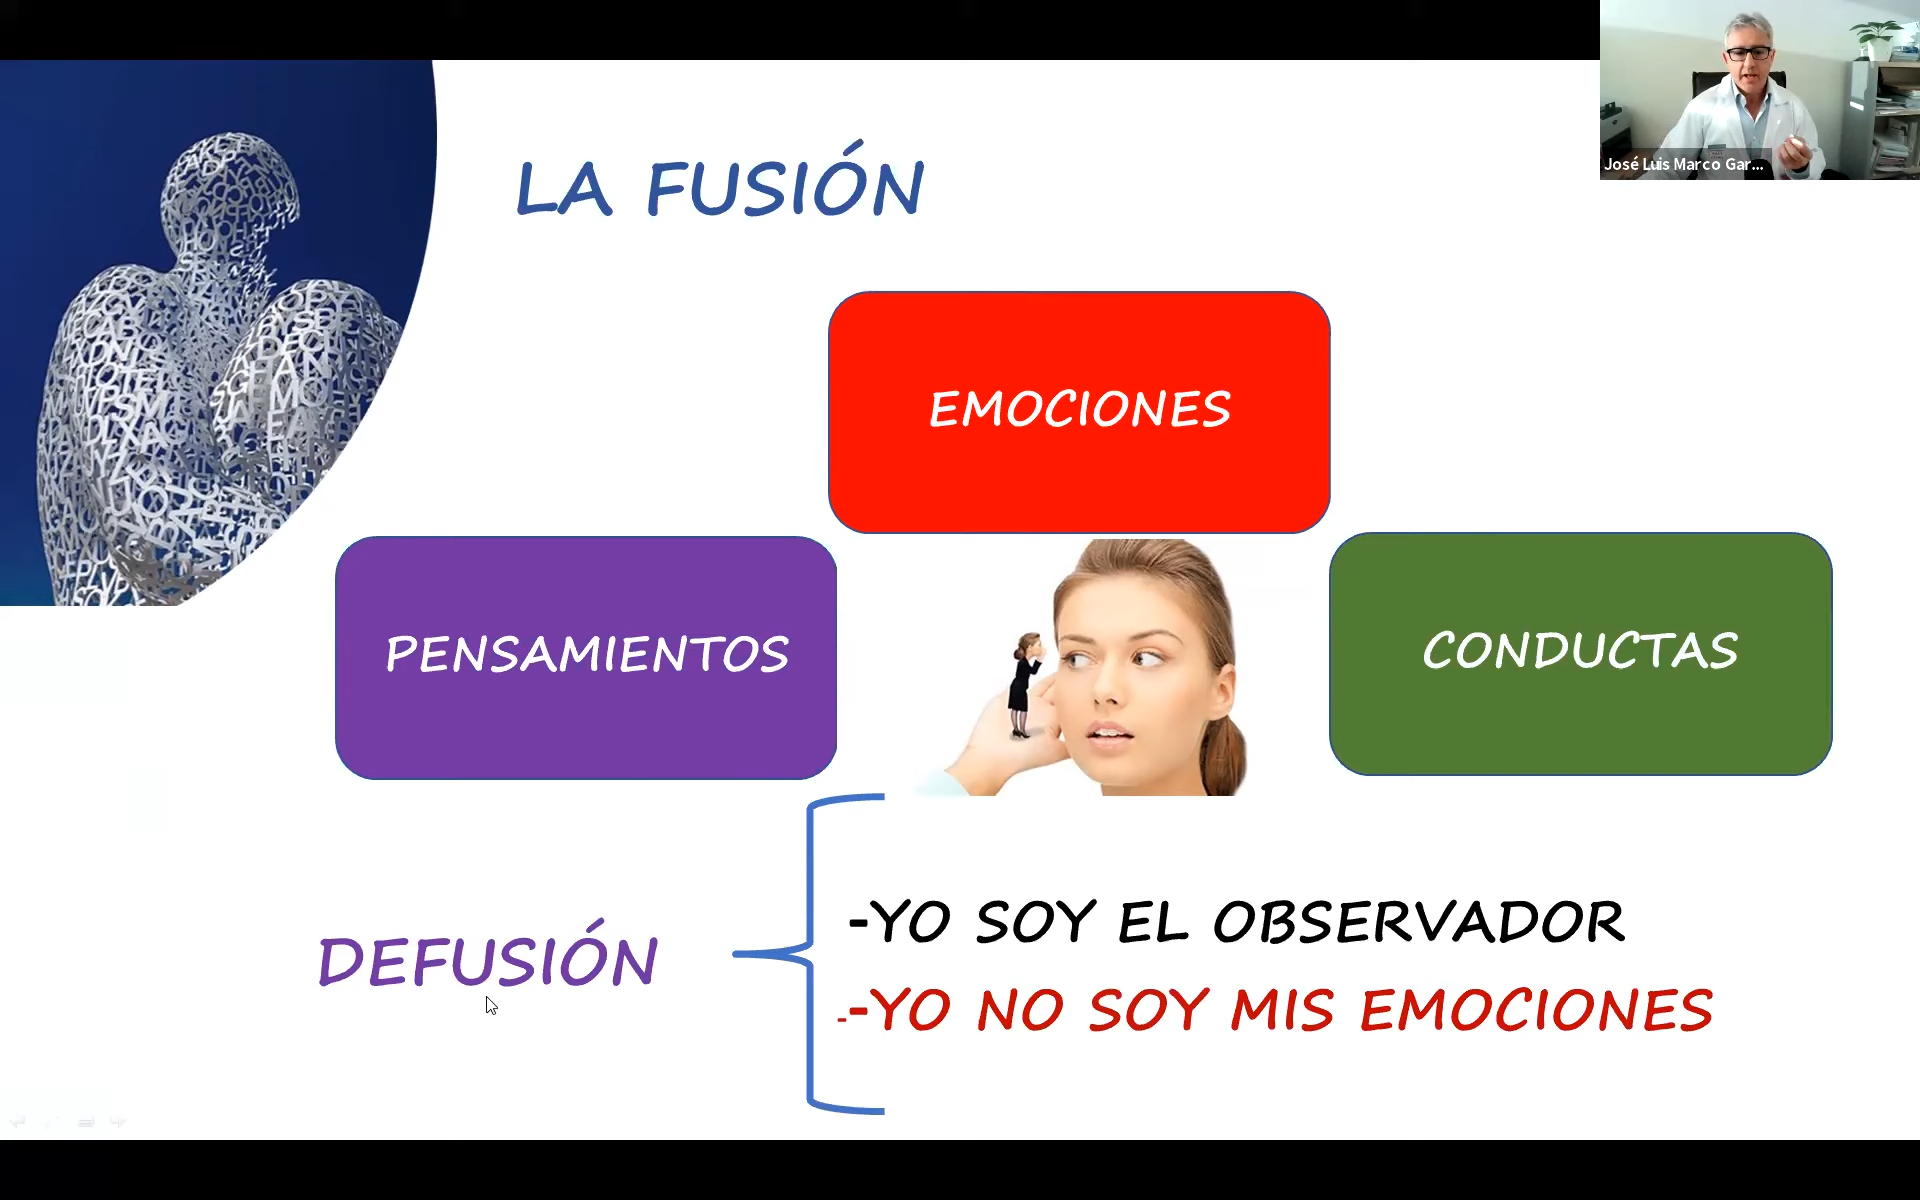 José Luis Marco Gar...
LA FUSIÓN
EMOCIONES
PENSAMIENTOS
CONDUCTAS
DEFUSIÓN
-YO SOY EL OBSERVADOR
--YO NO SOY MIS EMOCIONES